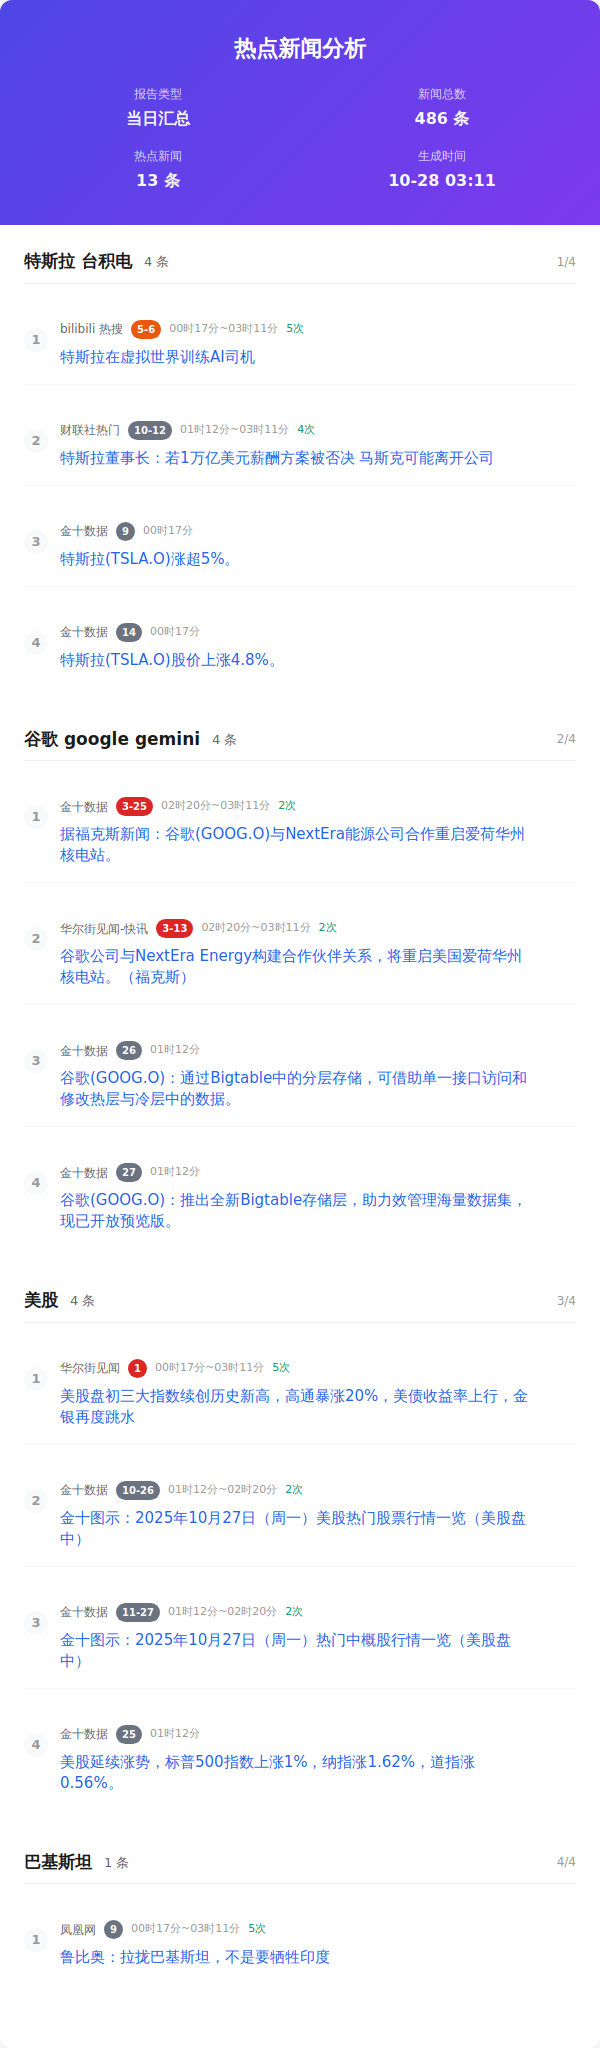 热点新闻分析
报告类型
新闻总数
当日汇总
486 条
热点新闻
生成时间
13 条
10-28 03:11
特斯拉 台积电 4 条 1/4
1
bilibili 热搜 5-6 00时17分~03时11分 5次
特斯拉在虚拟世界训练AI司机
2
财联社热门 10-12 01时12分~03时11分 4次
特斯拉董事长：若1万亿美元薪酬方案被否决 马斯克可能离开公司
3
金十数据 9 00时17分
特斯拉(TSLA.O)涨超5%。
4
金十数据 14 00时17分
特斯拉(TSLA.O)股价上涨4.8%。
谷歌 google gemini 4 条 2/4
1
金十数据 3-25 02时20分~03时11分 2次
据福克斯新闻：谷歌(GOOG.O)与NextEra能源公司合作重启爱荷华州
核电站。
2
华尔街见闻-快讯 3-13 02时20分~03时11分 2次
谷歌公司与NextEra Energy构建合作伙伴关系，将重启美国爱荷华州
核电站。（福克斯）
3
金十数据 26 01时12分
谷歌(GOOG.O)：通过Bigtable中的分层存储，可借助单一接口访问和
修改热层与冷层中的数据。
4
金十数据 27 01时12分
谷歌(GOOG.O)：推出全新Bigtable存储层，助力效管理海量数据集，
现已开放预览版。
美股 4 条 3/4
1
华尔街见闻 1 00时17分~03时11分 5次
美股盘初三大指数续创历史新高，高通暴涨20%，美债收益率上行，金
银再度跳水
2
金十数据 10-26 01时12分~02时20分 2次
金十图示：2025年10月27日（周一）美股热门股票行情一览（美股盘
中）
3
金十数据 11-27 01时12分~02时20分 2次
金十图示：2025年10月27日（周一）热门中概股行情一览（美股盘
中）
4
金十数据 25 01时12分
美股延续涨势，标普500指数上涨1%，纳指涨1.62%，道指涨
0.56%。
巴基斯坦 1 条 4/4
1
凤凰网 9 00时17分~03时11分 5次
鲁比奥：拉拢巴基斯坦，不是要牺牲印度